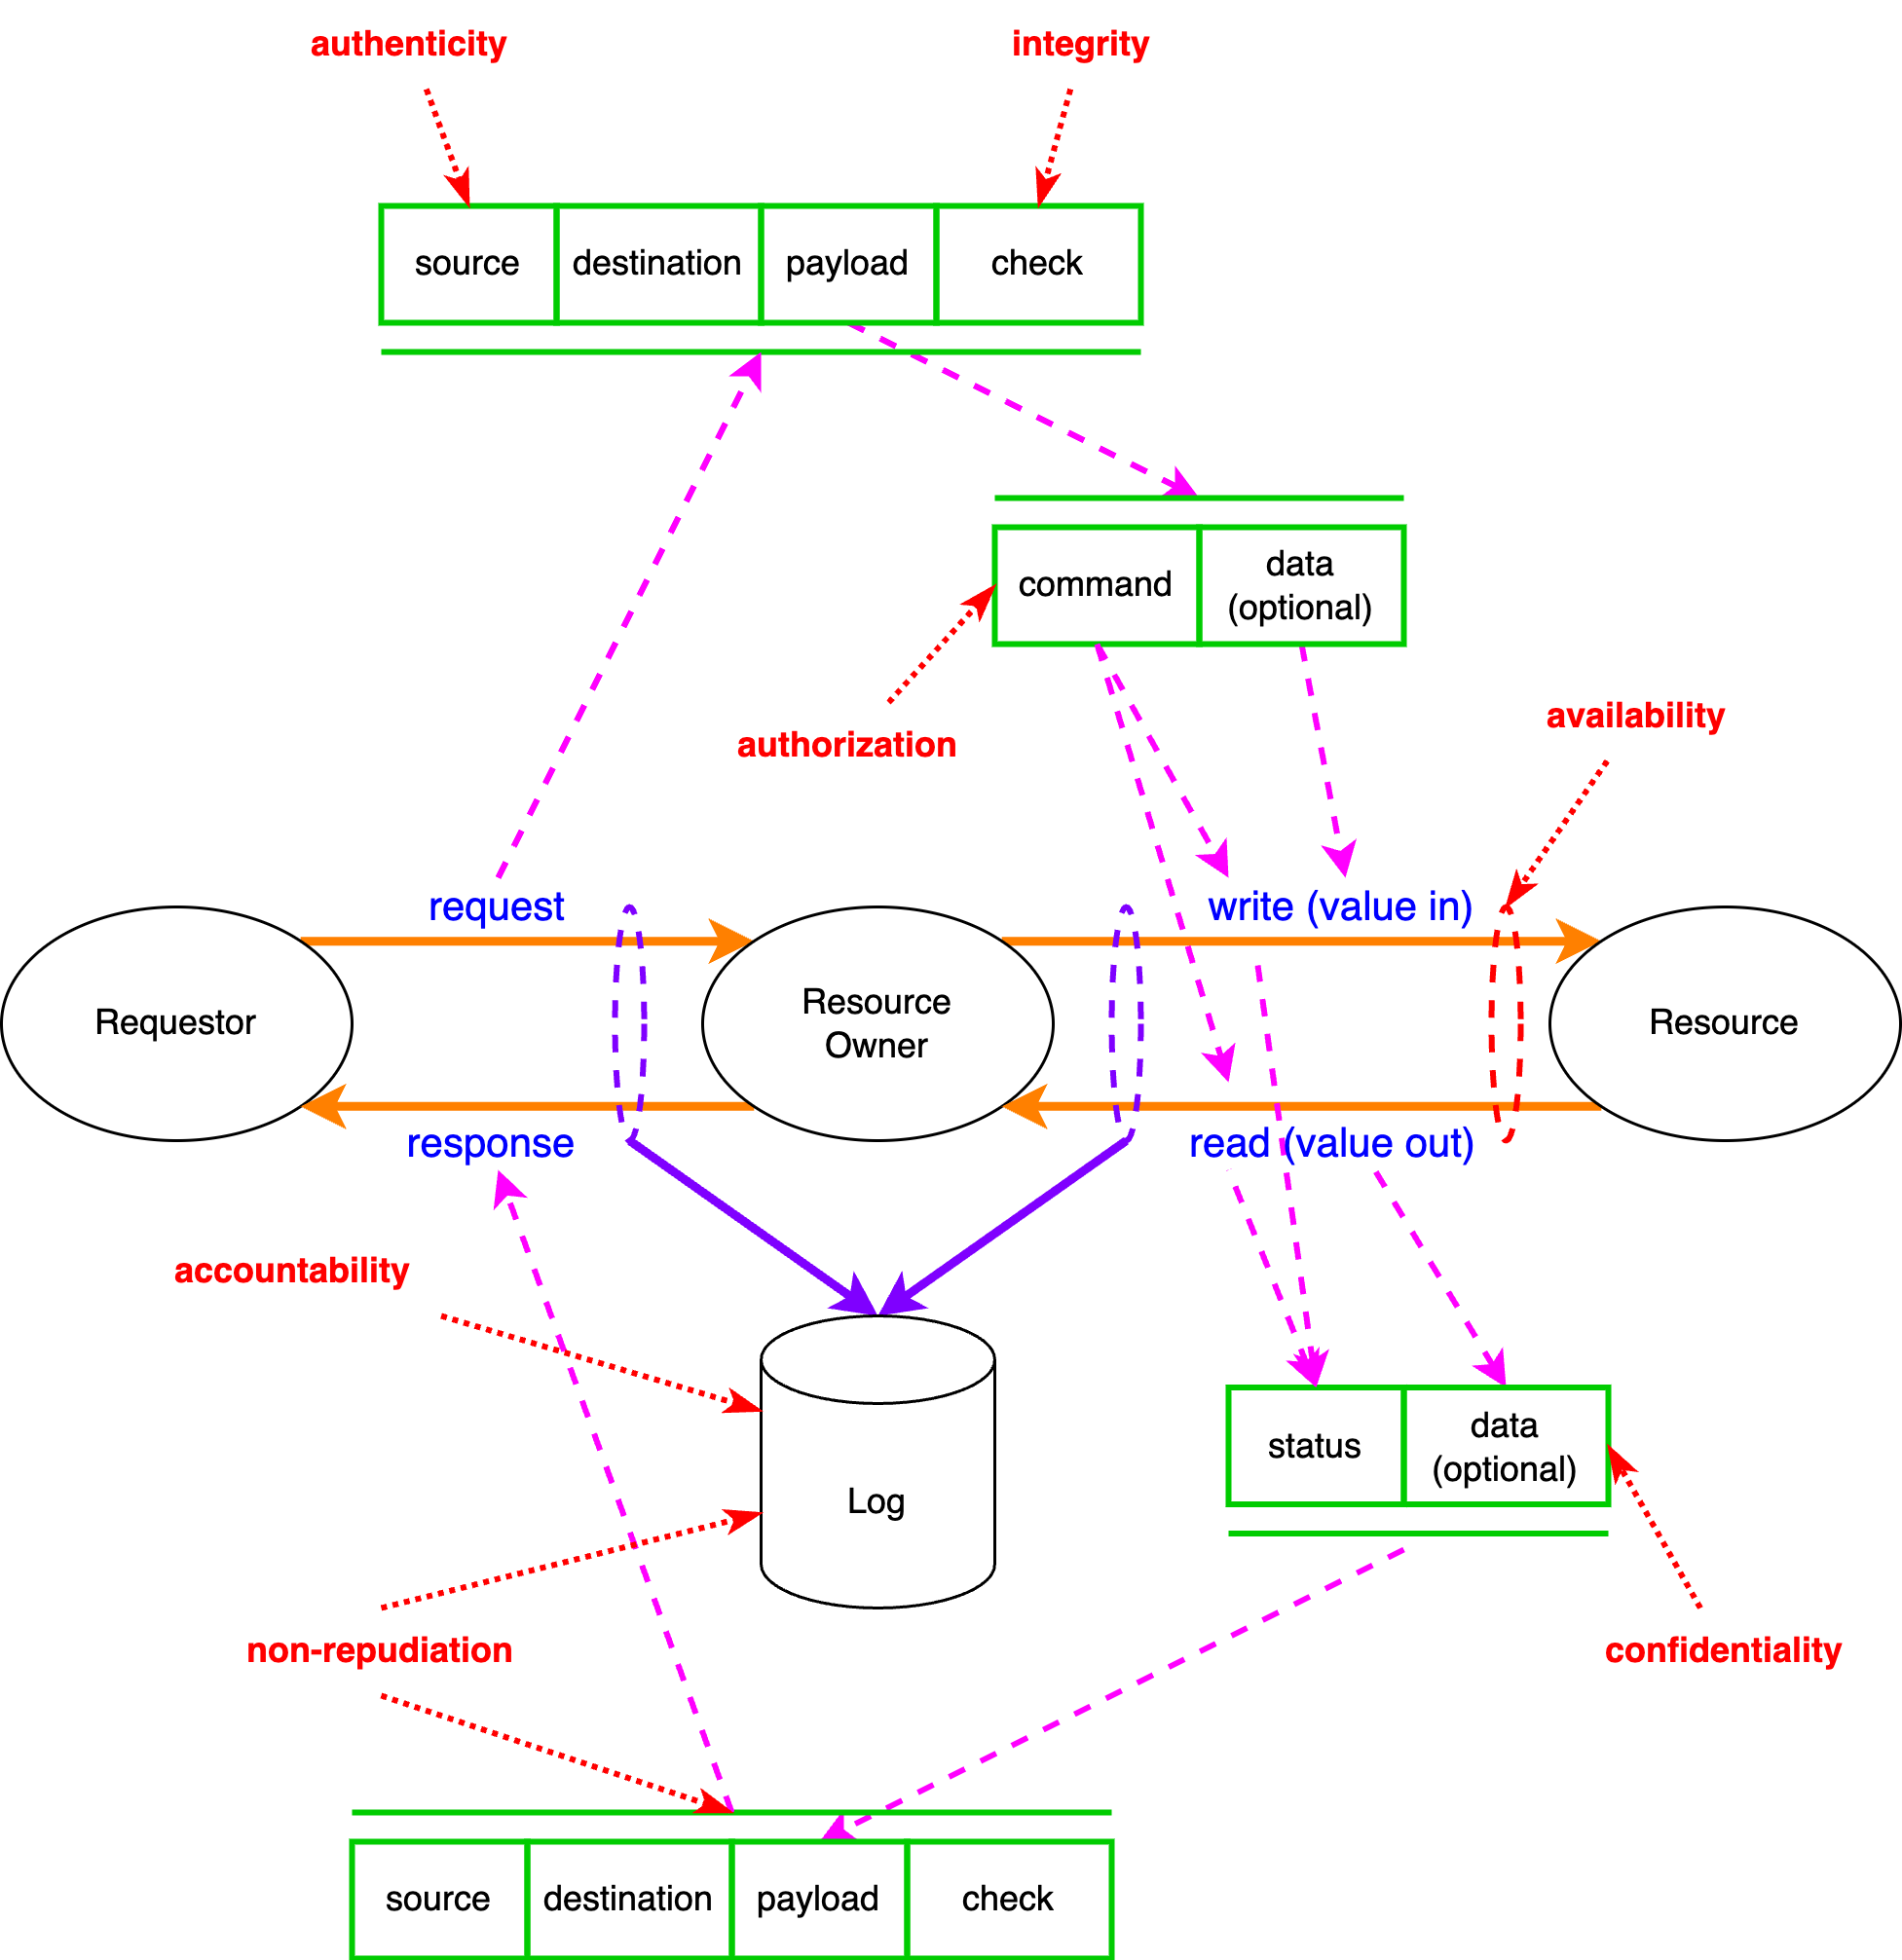 authenticity
integrity
source
destination
payload
check
command
data
(optional)
authorization
availability
request
write (value in)
Requestor
Resource
Owner
Resource
response
read (value out)
accountability
Log
status
data
(optional)
non-repudiation
confidentiality
source
destination
payload
check